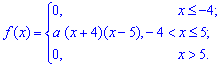 f(x) = { 0, x ≤ -4;
a (x+4)(x-5), -4 < x ≤ 5;
0, x > 5.